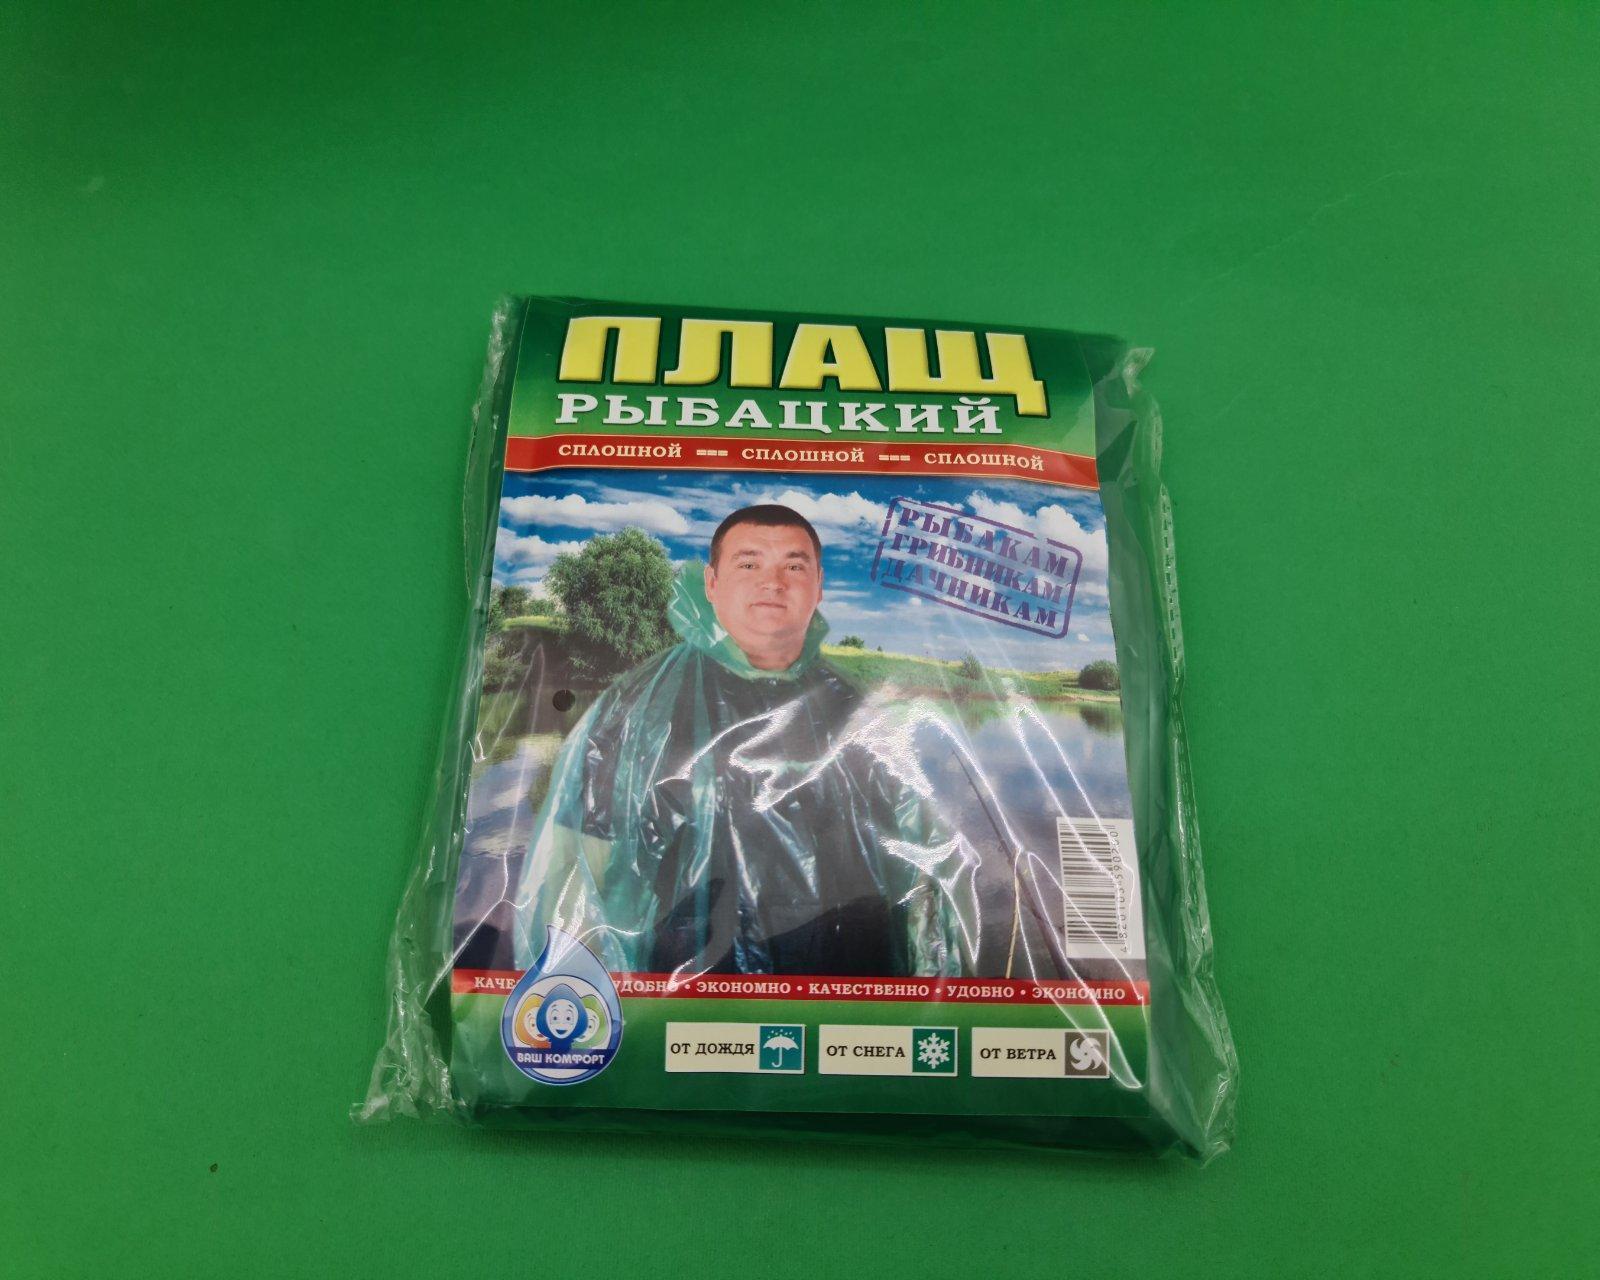 ПЛАЩ
РЫБАЦКИЙ
СПЛОШНОЙ === СПЛОШНОЙ === СПЛОШНОЙ
РЫБАКАМ
ГРИБНИКАМ
ДАЧНИКАМ
КАЧЕ УДОБНО • ЭКОНОМНО • КАЧЕСТВЕННО • УДОБНО • ЭКОНОМНО
ВАШ КОМФОРТ
ОТ ДОЖДЯ
ОТ СНЕГА
ОТ ВЕТРА